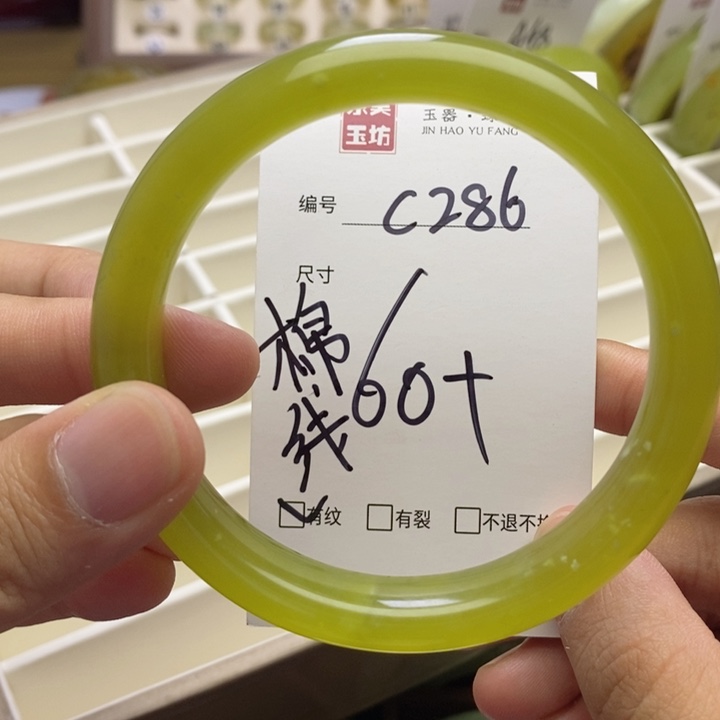 玉坊
玉器·
JIN HAO YU FANG
编号 C286
尺寸
棉线 60+
有纹 有裂 不退不